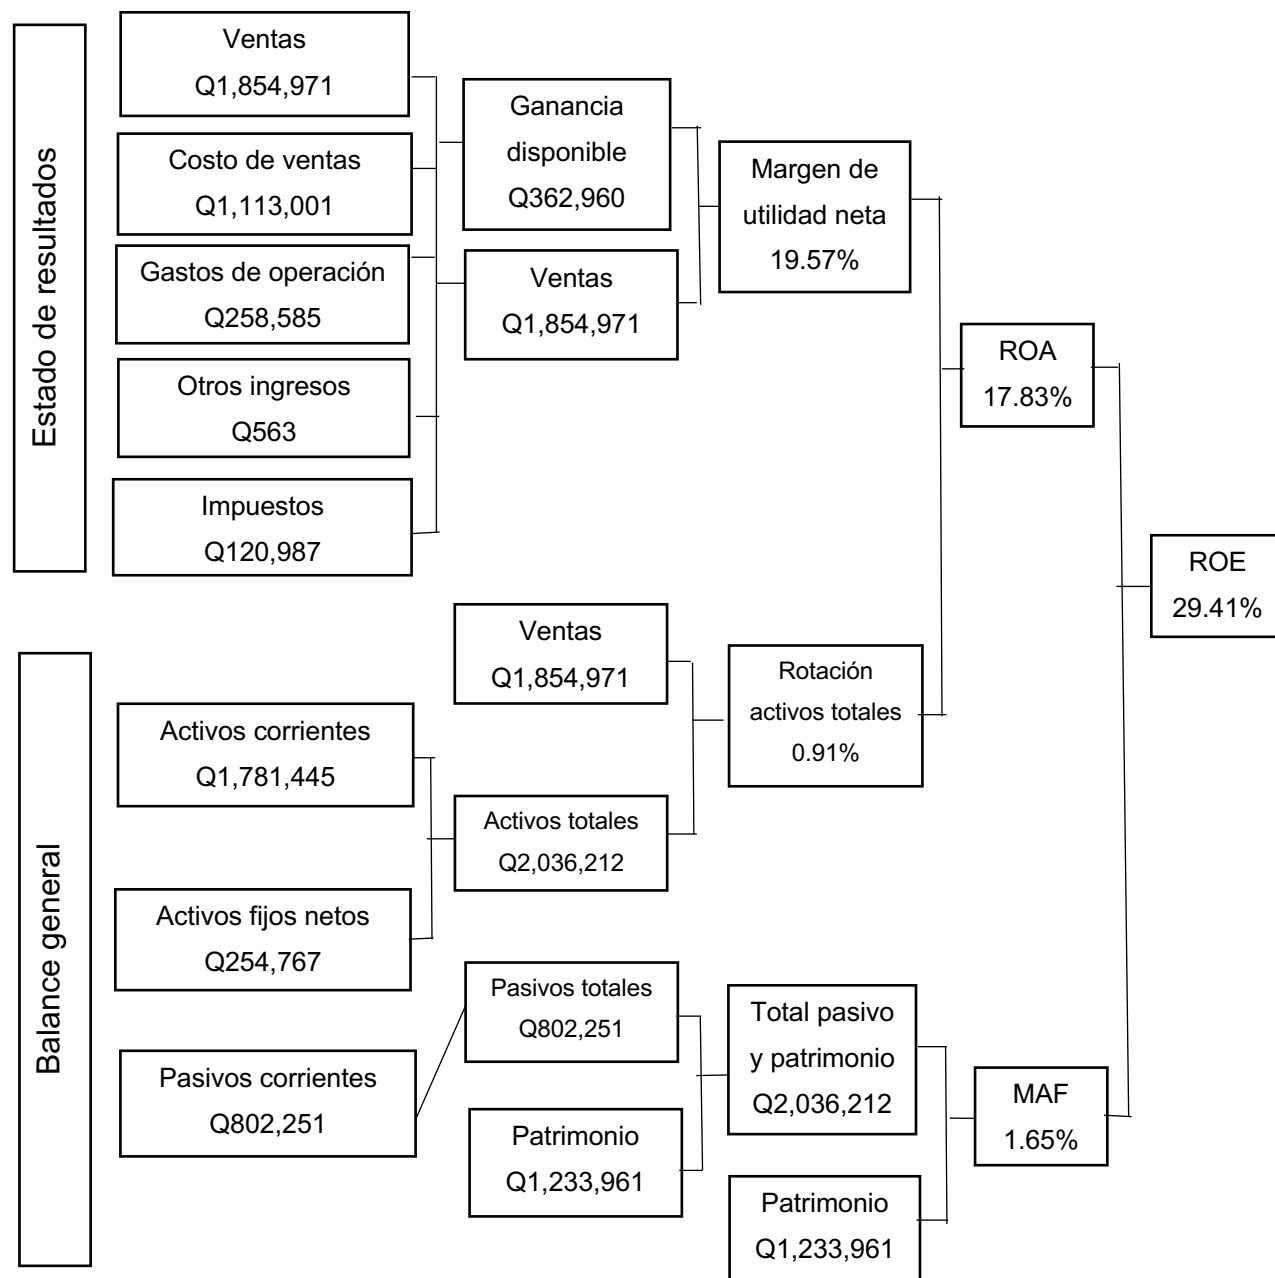 Estado de resultados
Ventas
Q1,854,971
Costo de ventas
Q1,113,001
Gastos de operación
Q258,585
Otros ingresos
Q563
Impuestos
Q120,987
Ganancia
disponible
Q362,960
Ventas
Q1,854,971
Margen de
utilidad neta
19.57%
ROA
17.83%
ROE
29.41%
Balance general
Ventas
Q1,854,971
Rotación
activos totales
0.91%
Activos corrientes
Q1,781,445
Activos totales
Q2,036,212
Activos fijos netos
Q254,767
Pasivos totales
Q802,251
Pasivos corrientes
Q802,251
Patrimonio
Q1,233,961
Total pasivo
y patrimonio
Q2,036,212
MAF
1.65%
Patrimonio
Q1,233,961